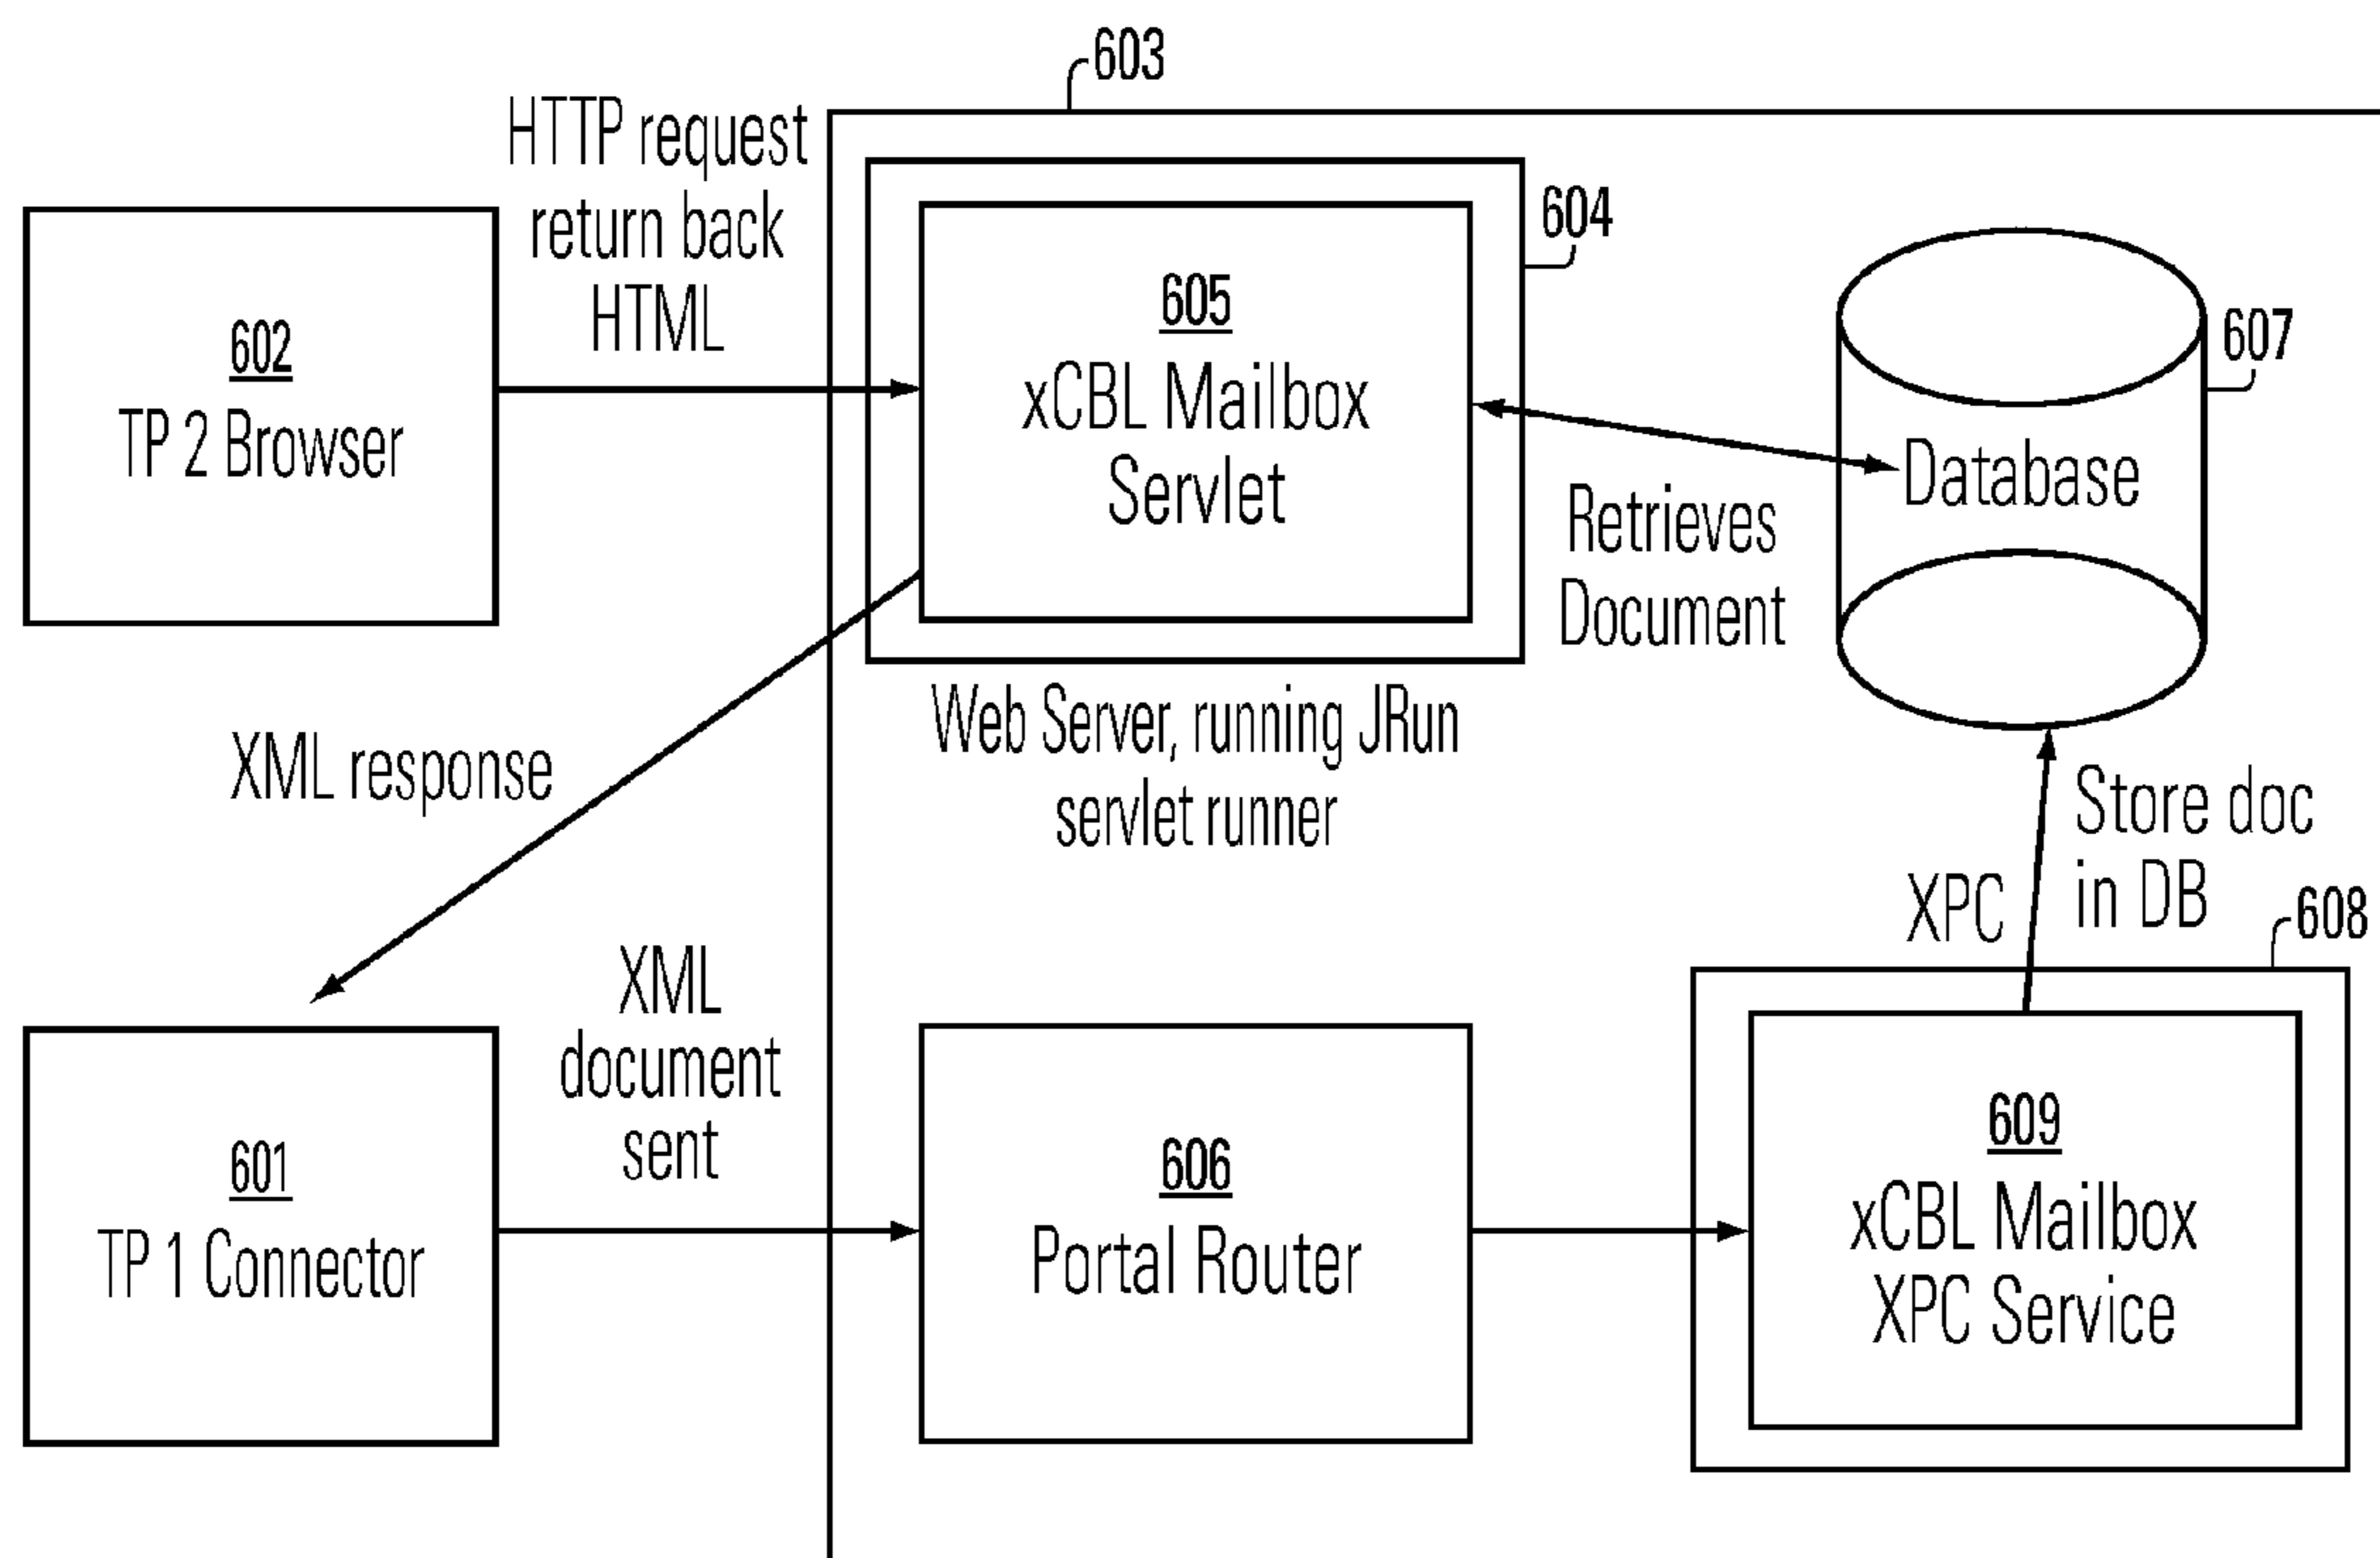 603
HTTP request
return back
HTML
604
602
TP 2 Browser
605
xCBL Mailbox
Servlet
607
Database
Retrieves
Document
XML response
Web Server, running JRun
servlet runner
Store doc
in DB
XPC
608
XML
document
sent
601
TP 1 Connector
606
Portal Router
609
xCBL Mailbox
XPC Service